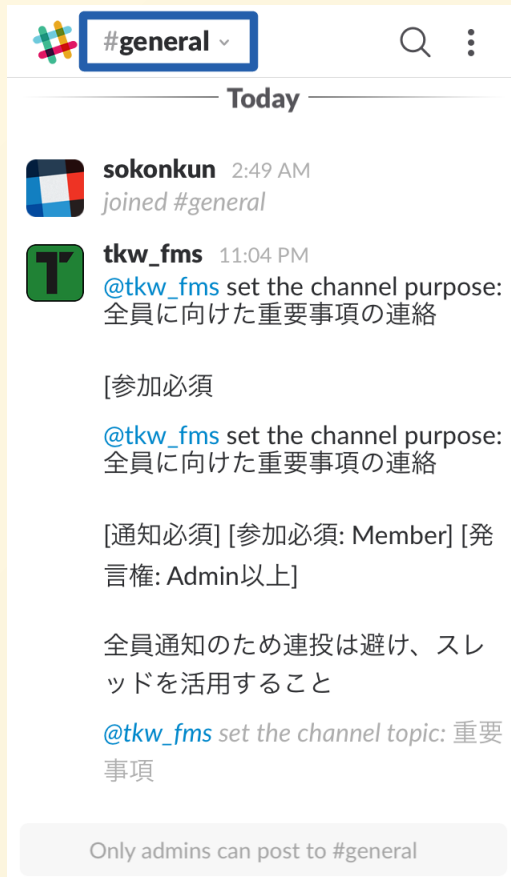 #general
Today
sokonkun 2:49 AM
joined #general
tkw_fms 11:04 PM
@tkw_fms set the channel purpose:
全員に向けた重要事項の連絡
[参加必須
@tkw_fms set the channel purpose:
全員に向けた重要事項の連絡
[通知必須] [参加必須: Member] [発
言権: Admin以上]
全員通知のため連投は避け、スレ
ッドを活用すること
@tkw_fms set the channel topic: 重要
事項
Only admins can post to #general